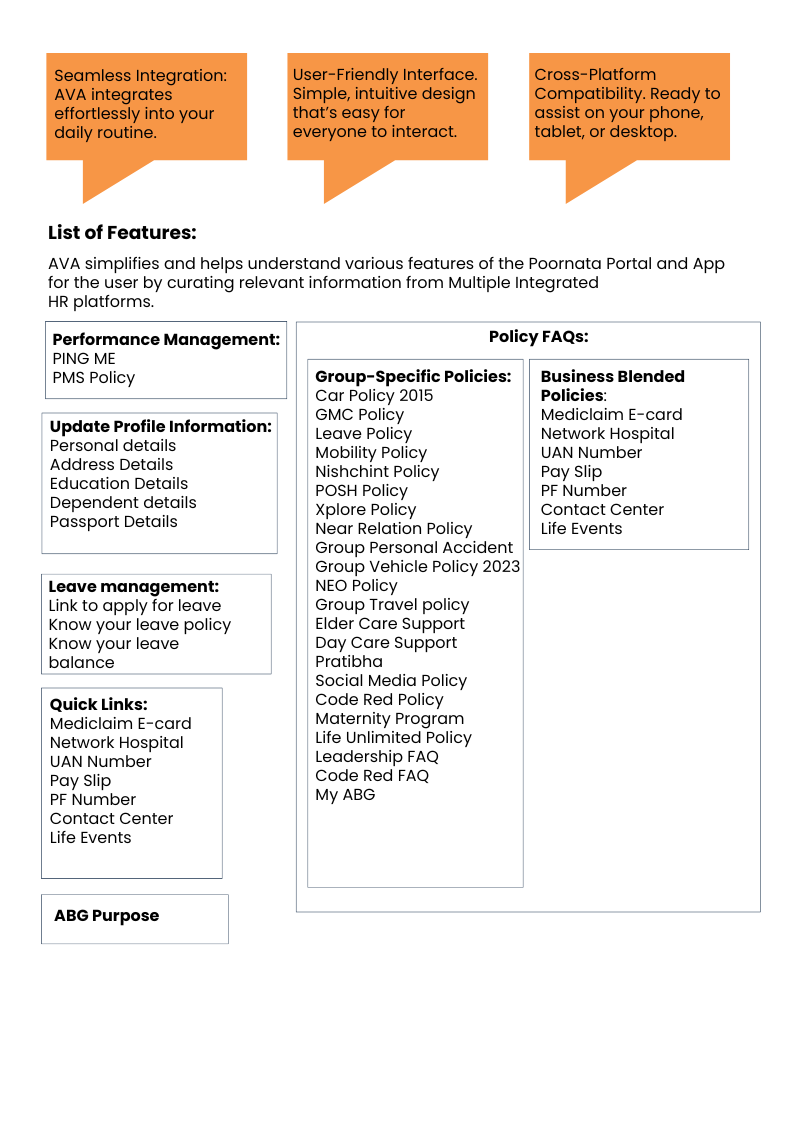 Seamless Integration:
AVA integrates
effortlessly into your
daily routine.
User-Friendly Interface.
Simple, intuitive design
that’s easy for
everyone to interact.
Cross-Platform
Compatibility. Ready to
assist on your phone,
tablet, or desktop.
List of Features:
AVA simplifies and helps understand various features of the Poornata Portal and App
for the user by curating relevant information from Multiple Integrated
HR platforms.
Performance Management:
PING ME
PMS Policy
Update Profile Information:
Personal details
Address Details
Education Details
Dependent details
Passport Details
Leave management:
Link to apply for leave
Know your leave policy
Know your leave
balance
Quick Links:
Mediclaim E-card
Network Hospital
UAN Number
Pay Slip
PF Number
Contact Center
Life Events
ABG Purpose
Policy FAQs:
Group-Specific Policies:
Car Policy 2015
GMC Policy
Leave Policy
Mobility Policy
Nishchint Policy
POSH Policy
Xplore Policy
Near Relation Policy
Group Personal Accident
Group Vehicle Policy 2023
NEO Policy
Group Travel policy
Elder Care Support
Day Care Support
Pratibha
Social Media Policy
Code Red Policy
Maternity Program
Life Unlimited Policy
Leadership FAQ
Code Red FAQ
My ABG
Business Blended
Policies:
Mediclaim E-card
Network Hospital
UAN Number
Pay Slip
PF Number
Contact Center
Life Events